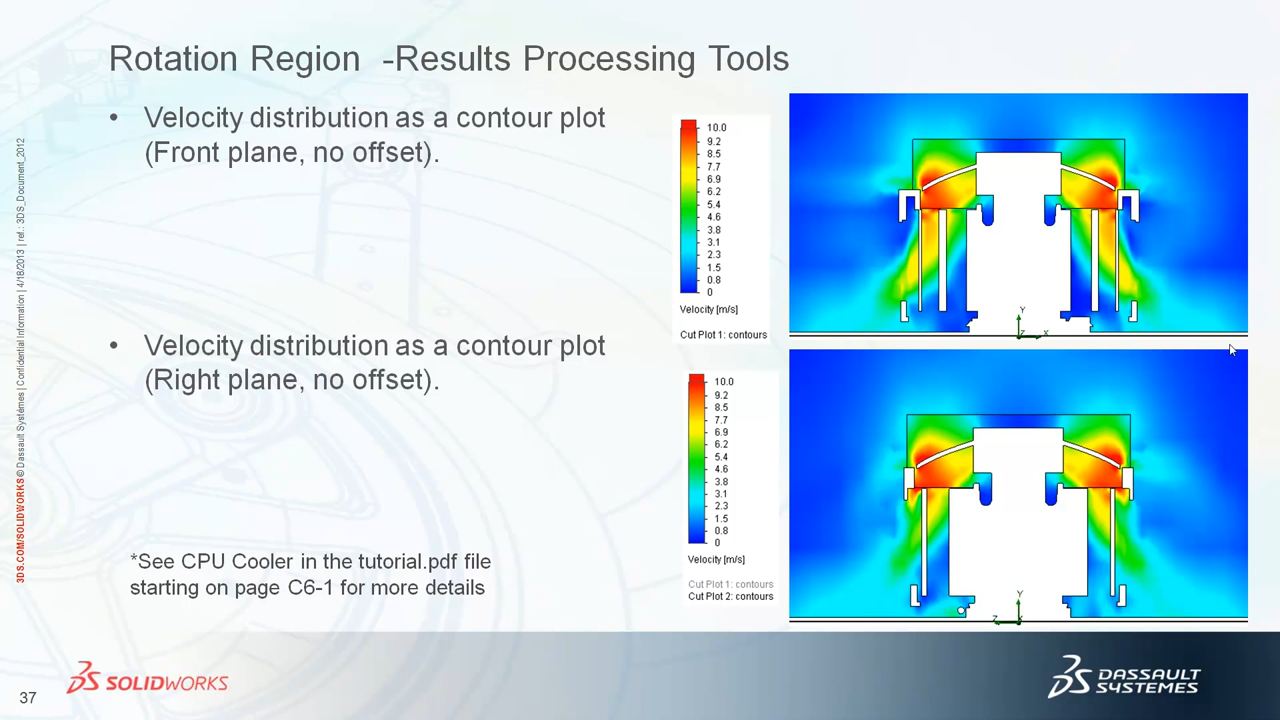 Rotation Region -Results Processing Tools
• Velocity distribution as a contour plot
(Front plane, no offset).
10.0
9.2
8.5
7.7
6.9
6.2
5.4
4.6
3.8
3.1
2.3
1.5
0.8
0
Velocity [m/s]
Cut Plot 1: contours
Y
Z X
• Velocity distribution as a contour plot
(Right plane, no offset).
10.0
9.2
8.5
7.7
6.9
6.2
5.4
4.6
3.8
3.1
2.3
1.5
0.8
0
Velocity [m/s]
Cut Plot 1: contours
Cut Plot 2: contours
Y
Z X
*See CPU Cooler in the tutorial.pdf file
starting on page C6-1 for more details
3DS.COM/SOLIDWORKS © Dassault Systèmes | Confidential Information | 4/18/2013 | ref.: 3DS_Document_2012
37
SOLIDWORKS
DASSAULT
SYSTEMES